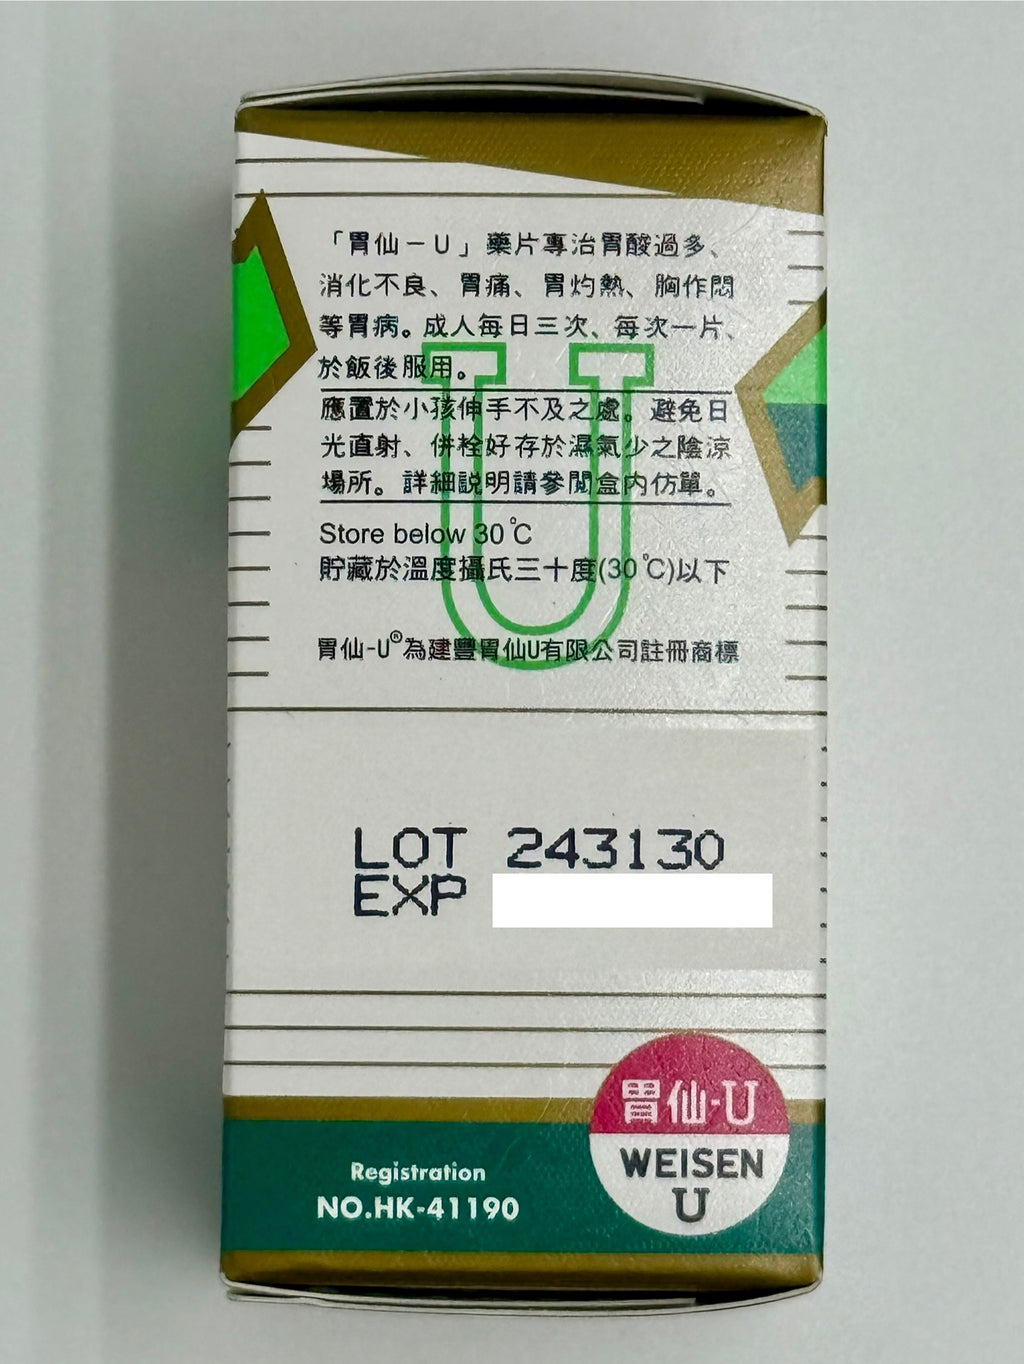 「胃仙－U」藥片專治胃酸過多、
消化不良、胃痛、胃灼熱、胸作悶
等胃病。成人每日三次、每次一片、
於飯後服用。
應置於小孩伸手不及之處。避免日
光直射、併栓好存於濕氣少之陰涼
場所。詳細説明請參閱盒內仿單。
Store below 30℃
貯藏於溫度攝氏三十度(30℃)以下
胃仙-U®為建豐胃仙U有限公司註冊商標
LOT 243130
EXP
胃仙-U
WEISEN
U
Registration
NO.HK-41190